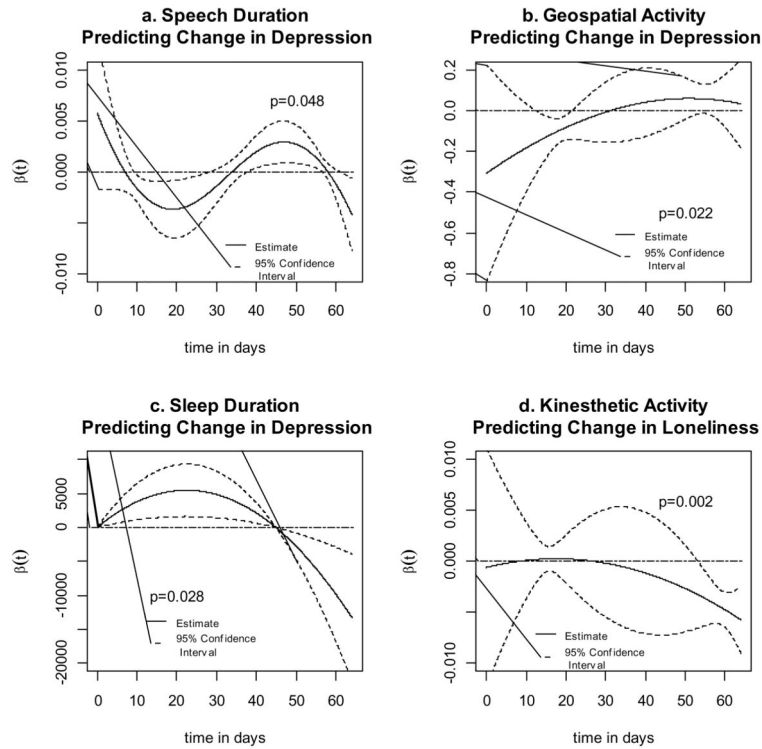 a. Speech Duration
Predicting Change in Depression
0.010
0.005
0.000
-0.010
β(t)
p=0.048
Estimate
95% Confidence
Interval
0 10 20 30 40 50 60
time in days
b. Geospatial Activity
Predicting Change in Depression
0.2
0.0
-0.2
-0.4
-0.6
-0.8
β(t)
p=0.022
Estimate
95% Confidence
Interval
0 10 20 30 40 50 60
time in days
c. Sleep Duration
Predicting Change in Depression
5000
0
-10000
-20000
β(t)
p=0.028
Estimate
95% Confidence
Interval
0 10 20 30 40 50 60
time in days
d. Kinesthetic Activity
Predicting Change in Loneliness
0.010
0.005
0.000
-0.010
β(t)
p=0.002
Estimate
95% Confidence
Interval
0 10 20 30 40 50 60
time in days